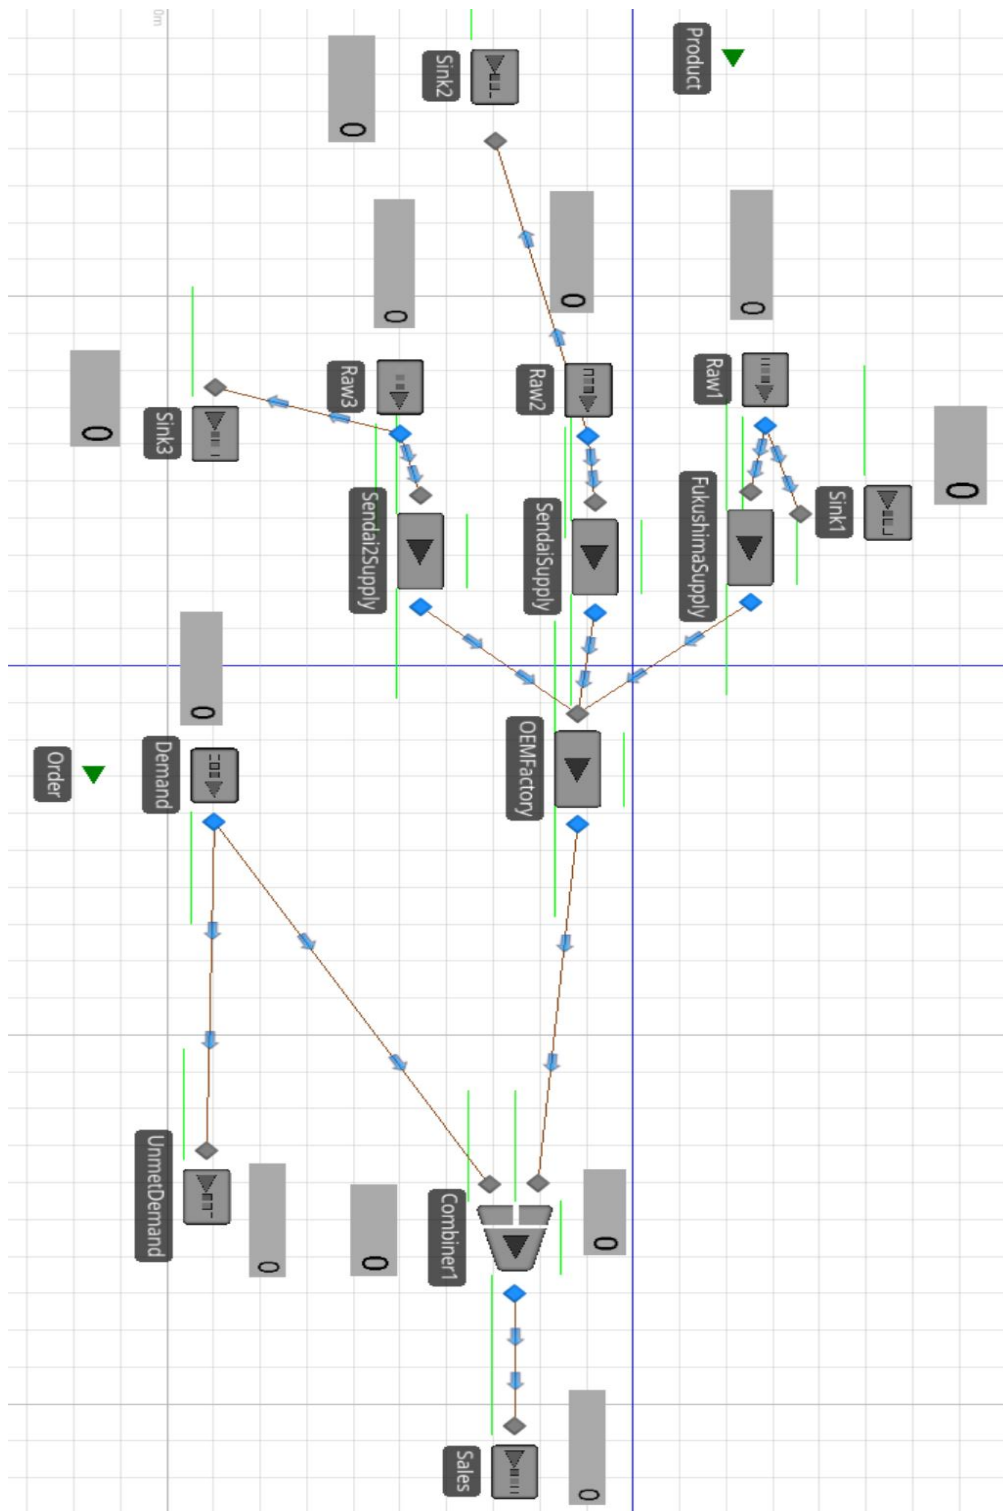 0
Sink1
0
Raw1
Product
FukushimaSupply
0
0
0
SendaiSupply
Raw2
OEMFactory
Sales
Combiner1
Sink2
0
0
Sendai2Supply
0
Raw3
0
0
Sink3
Demand
0m
UnmetDemand
0
Order